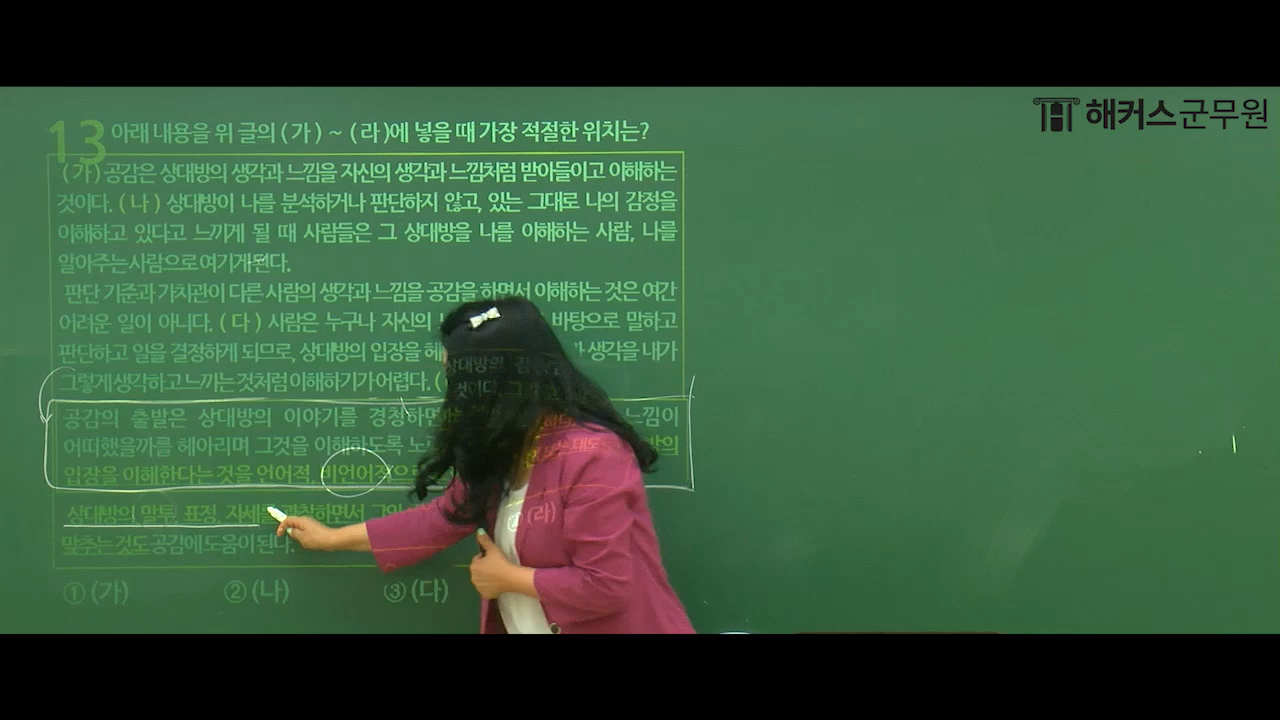 해커스군무원
13 아래 내용을 위 글의 (가) ~ (라)에 넣을 때 가장 적절한 위치는?
(가) 공감은 상대방의 생각과 느낌을 자신의 생각과 느낌처럼 받아들이고 이해하는
것이다. (나) 상대방이 나를 분석하거나 판단하지 않고, 있는 그대로 나의 감정을
이해하고 있다고 느끼게 될 때 사람들은 그 상대방을 나를 이해하는 사람, 나를
알아주는 사람으로 여기게 된다.
판단 기준과 가치관이 다른 사람의 생각과 느낌을 공감을 하면서 이해하는 것은 여간
어려운 일이 아니다. (다) 사람은 누구나 자신의 바탕으로 말하고
판단하고 일을 결정하게 되므로, 상대방의 입장을 생각을 내가
그렇게 생각하고 느끼는 것처럼 이해하기가 어렵다. (
공감의 출발은 상대방의 이야기를 경청하면 느낌이
어떠했을까를 헤아리며 그것을 이해하도록
입장을 이해한다는 것을 언어적, 비언어적으로
상대방의 말투, 표정, 자세를 관찰하면서 그와
맞추는 것도 공감에 도움이 된다.
① (가) ② (나) ③ (다) ④ (라)